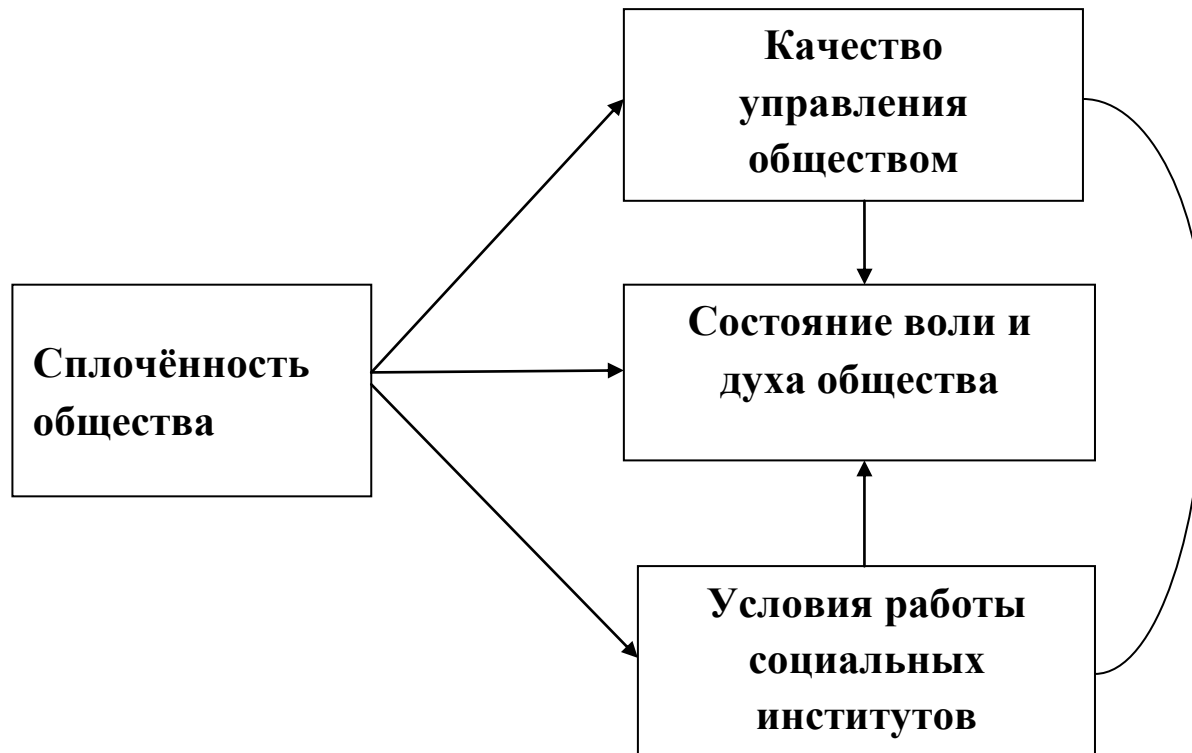 Качество
управления
обществом
Сплочённость
общества
Состояние воли и
духа общества
Условия работы
социальных
институтов